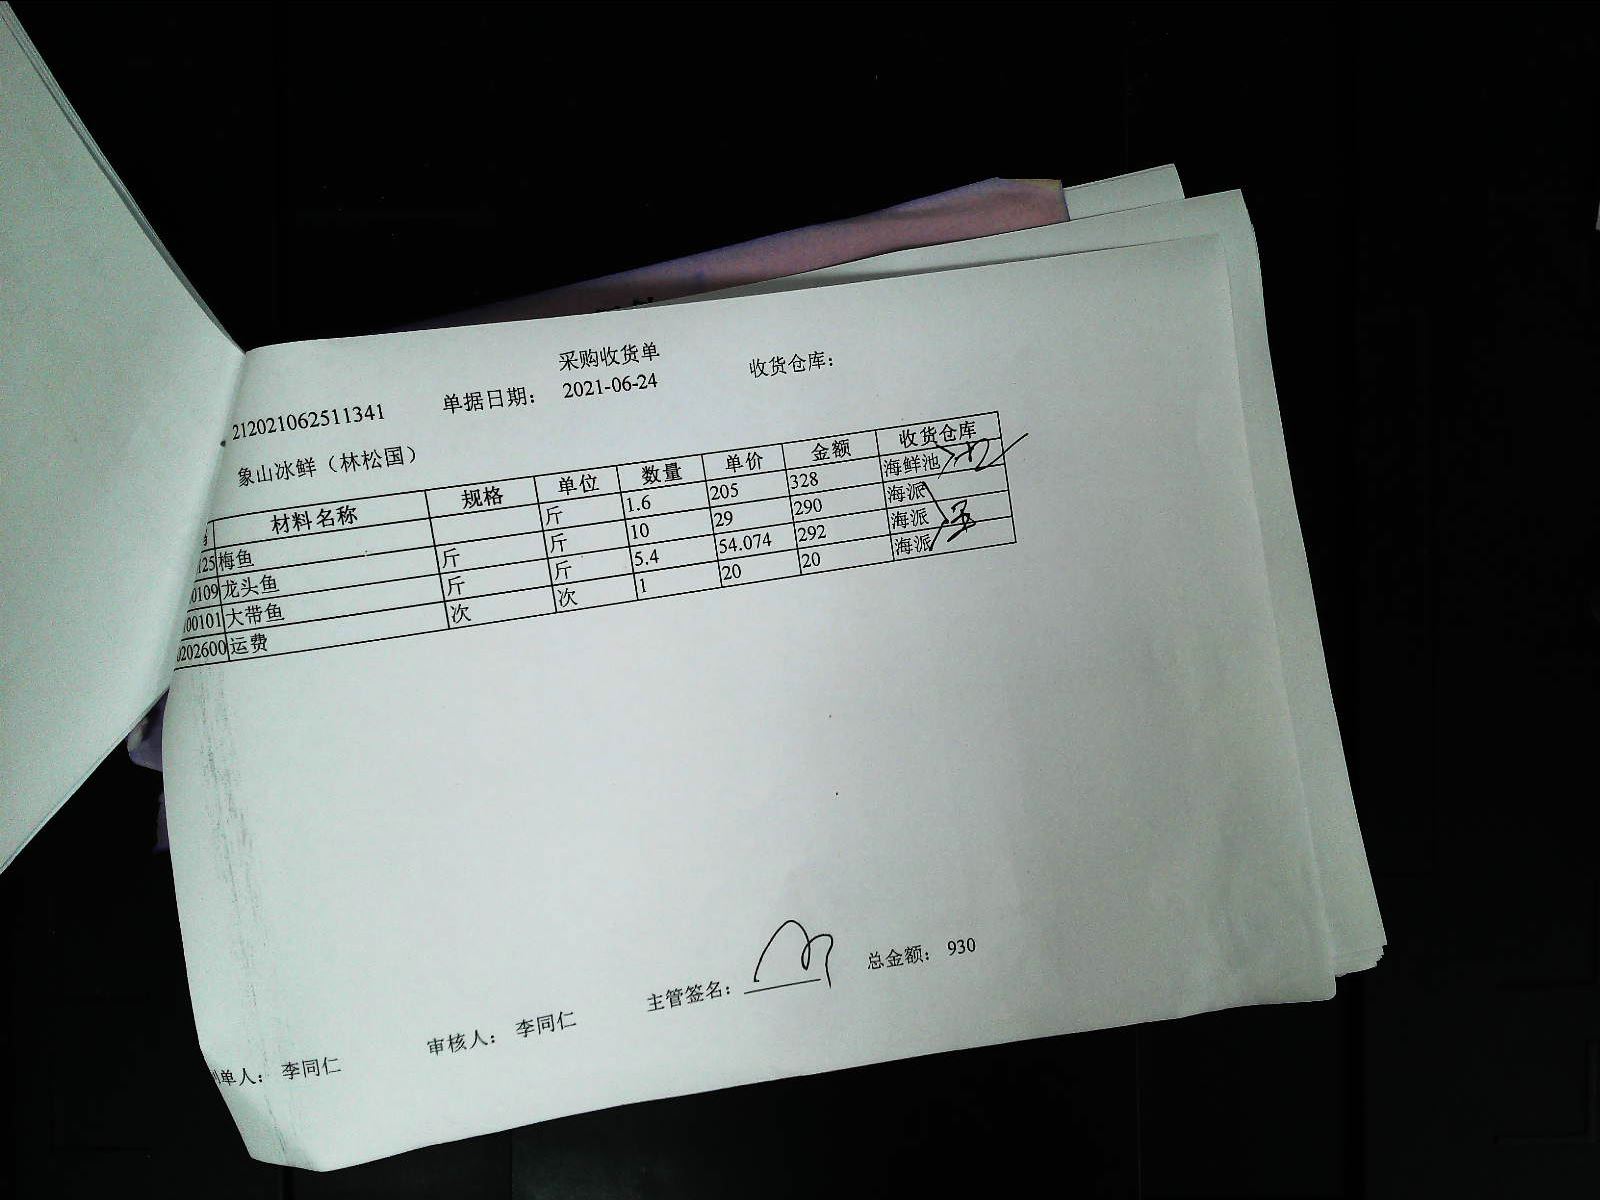 采购收货单
212021062511341 单据日期： 2021-06-24 收货仓库：
象山冰鲜（林松国）
材料名称 规格 单位 数量 单价 金额 收货仓库
125 梅鱼 斤 1.6 205 328 海鲜池
00109 龙头鱼 斤 斤 10 29 290 海派
00101 大带鱼 斤 斤 5.4 54.074 292 海派
0202600 运费 次 次 1 20 20 海派
制单人： 李同仁 审核人： 李同仁 主管签名： 总金额： 930